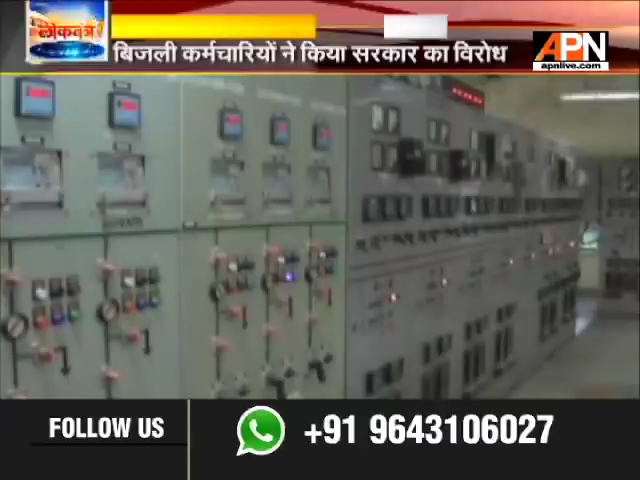 लोकतंत्र
बिजली कर्मचारियों ने किया सरकार का विरोध
APN
apnlive.com
FOLLOW US
+91 9643106027